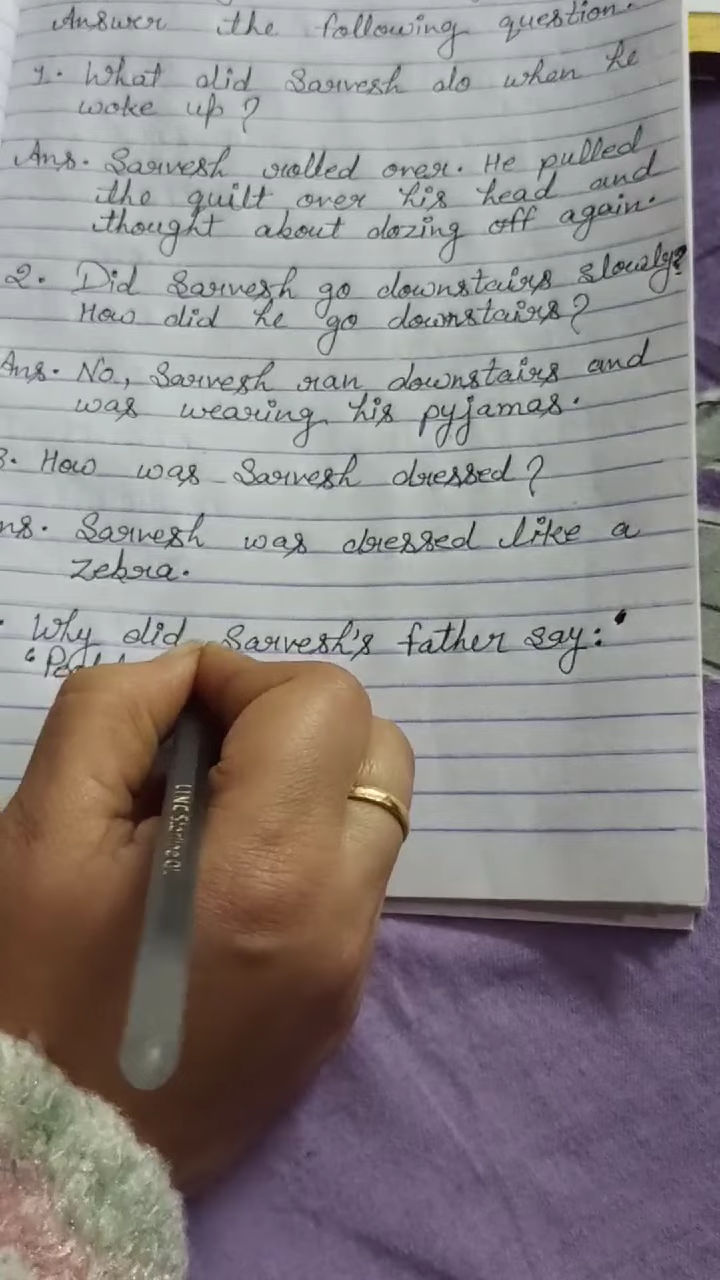 Answer the following question.
1. What did Sarvesh do when he
woke up?
Ans. Sarvesh rolled over. He pulled
the quilt over his head and
thought about dozing off again.
2. Did Sarvesh go downstairs slowly?
How did he go downstairs?
Ans. No, Sarvesh ran downstairs and
was wearing his pyjamas.
3. How was Sarvesh dressed?
ns. Sarvesh was dressed like a
zebra.
. Why did Sarvesh's father say: